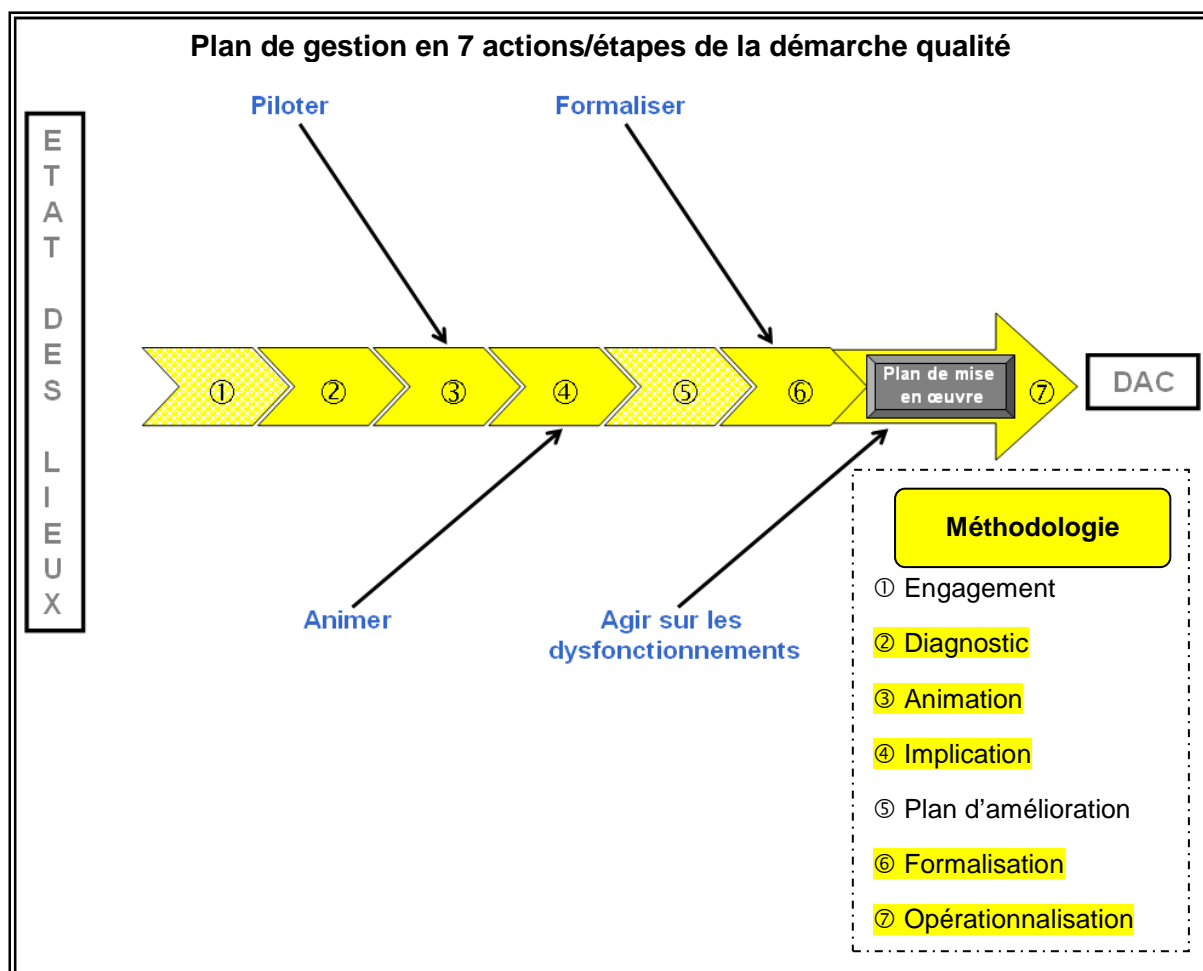 Plan de gestion en 7 actions/étapes de la démarche qualité
Piloter
Formaliser
E
T
A
T
D
E
S
L
I
E
U
X
①
②
③
④
⑤
⑥
Plan de mise
en œuvre
⑦
DAC
Animer
Agir sur les
dysfonctionnements
Méthodologie
① Engagement
② Diagnostic
③ Animation
④ Implication
⑤ Plan d’amélioration
⑥ Formalisation
⑦ Opérationnalisation